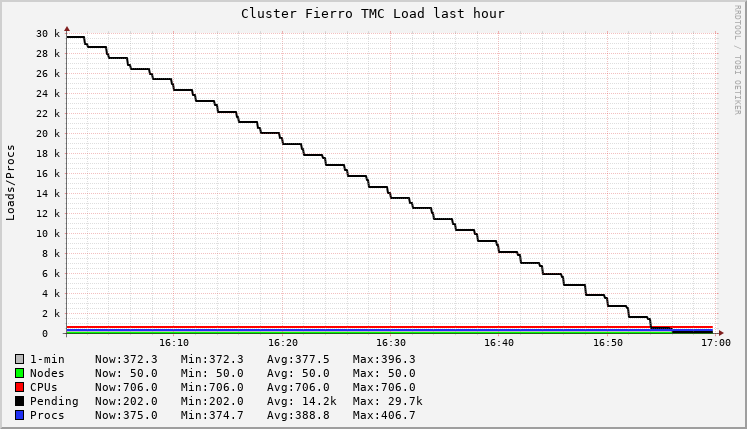 Cluster Fierro TMC Load last hour
RRDTOOL / TOBI OETIKER
Loads/Procs
30 k
28 k
26 k
24 k
22 k
20 k
18 k
16 k
14 k
12 k
10 k
8 k
6 k
4 k
2 k
0
16:10 16:20 16:30 16:40 16:50 17:00
1-min Now:372.3 Min:372.3 Avg:377.5 Max:396.3
Nodes Now: 50.0 Min: 50.0 Avg: 50.0 Max: 50.0
CPUs Now:706.0 Min:706.0 Avg:706.0 Max:706.0
Pending Now:202.0 Min:202.0 Avg: 14.2k Max: 29.7k
Procs Now:375.0 Min:374.7 Avg:388.8 Max:406.7